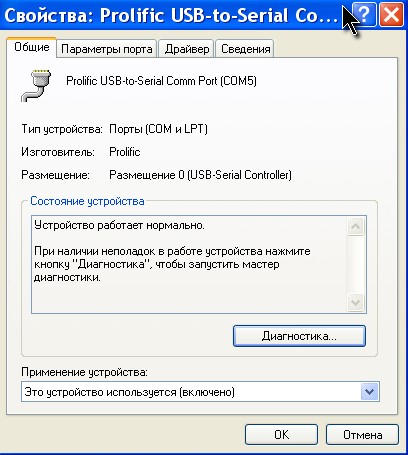 Свойства: Prolific USB-to-Serial Co...
Общие Параметры порта Драйвер Сведения
Prolific USB-to-Serial Comm Port (COM5)
Тип устройства: Порты (COM и LPT)
Изготовитель: Prolific
Размещение: Размещение 0 (USB-Serial Controller)
Состояние устройства
Устройство работает нормально.
При наличии неполадок в работе устройства нажмите
кнопку "Диагностика", чтобы запустить мастер
диагностики.
Диагностика...
Применение устройства:
Это устройство используется (включено)
OK Отмена